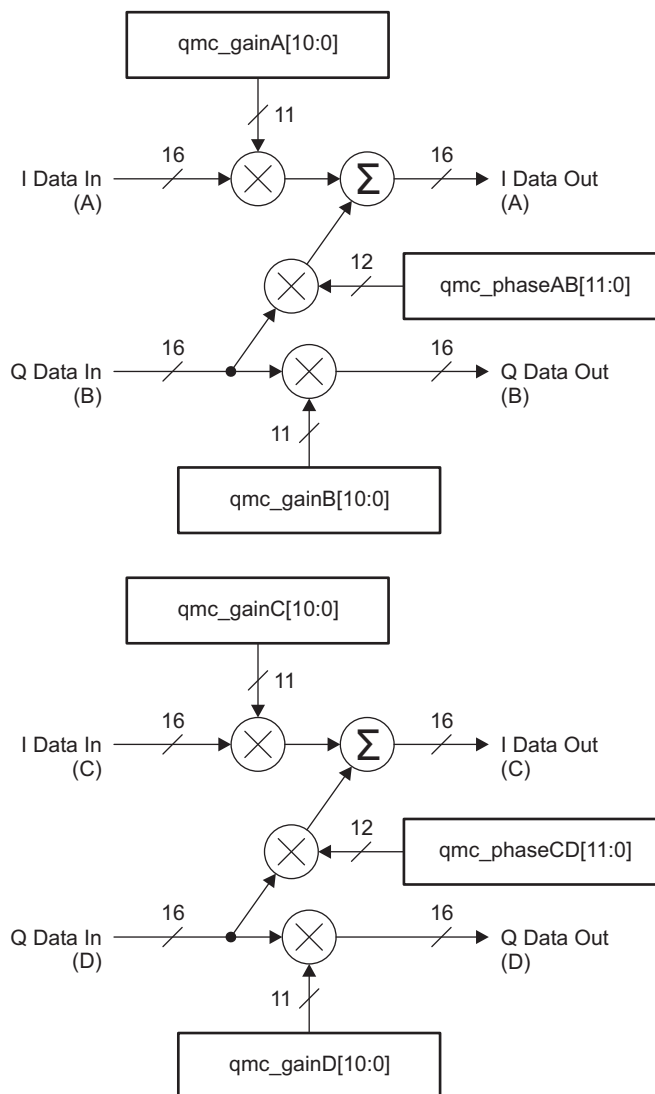 qmc_gainA[10:0]
11
16
16
I Data In
(A)
Σ
I Data Out
(A)
12
qmc_phaseAB[11:0]
16
16
Q Data In
(B)
Q Data Out
(B)
11
qmc_gainB[10:0]
qmc_gainC[10:0]
11
16
16
I Data In
(C)
Σ
I Data Out
(C)
12
qmc_phaseCD[11:0]
16
16
Q Data In
(D)
Q Data Out
(D)
11
qmc_gainD[10:0]